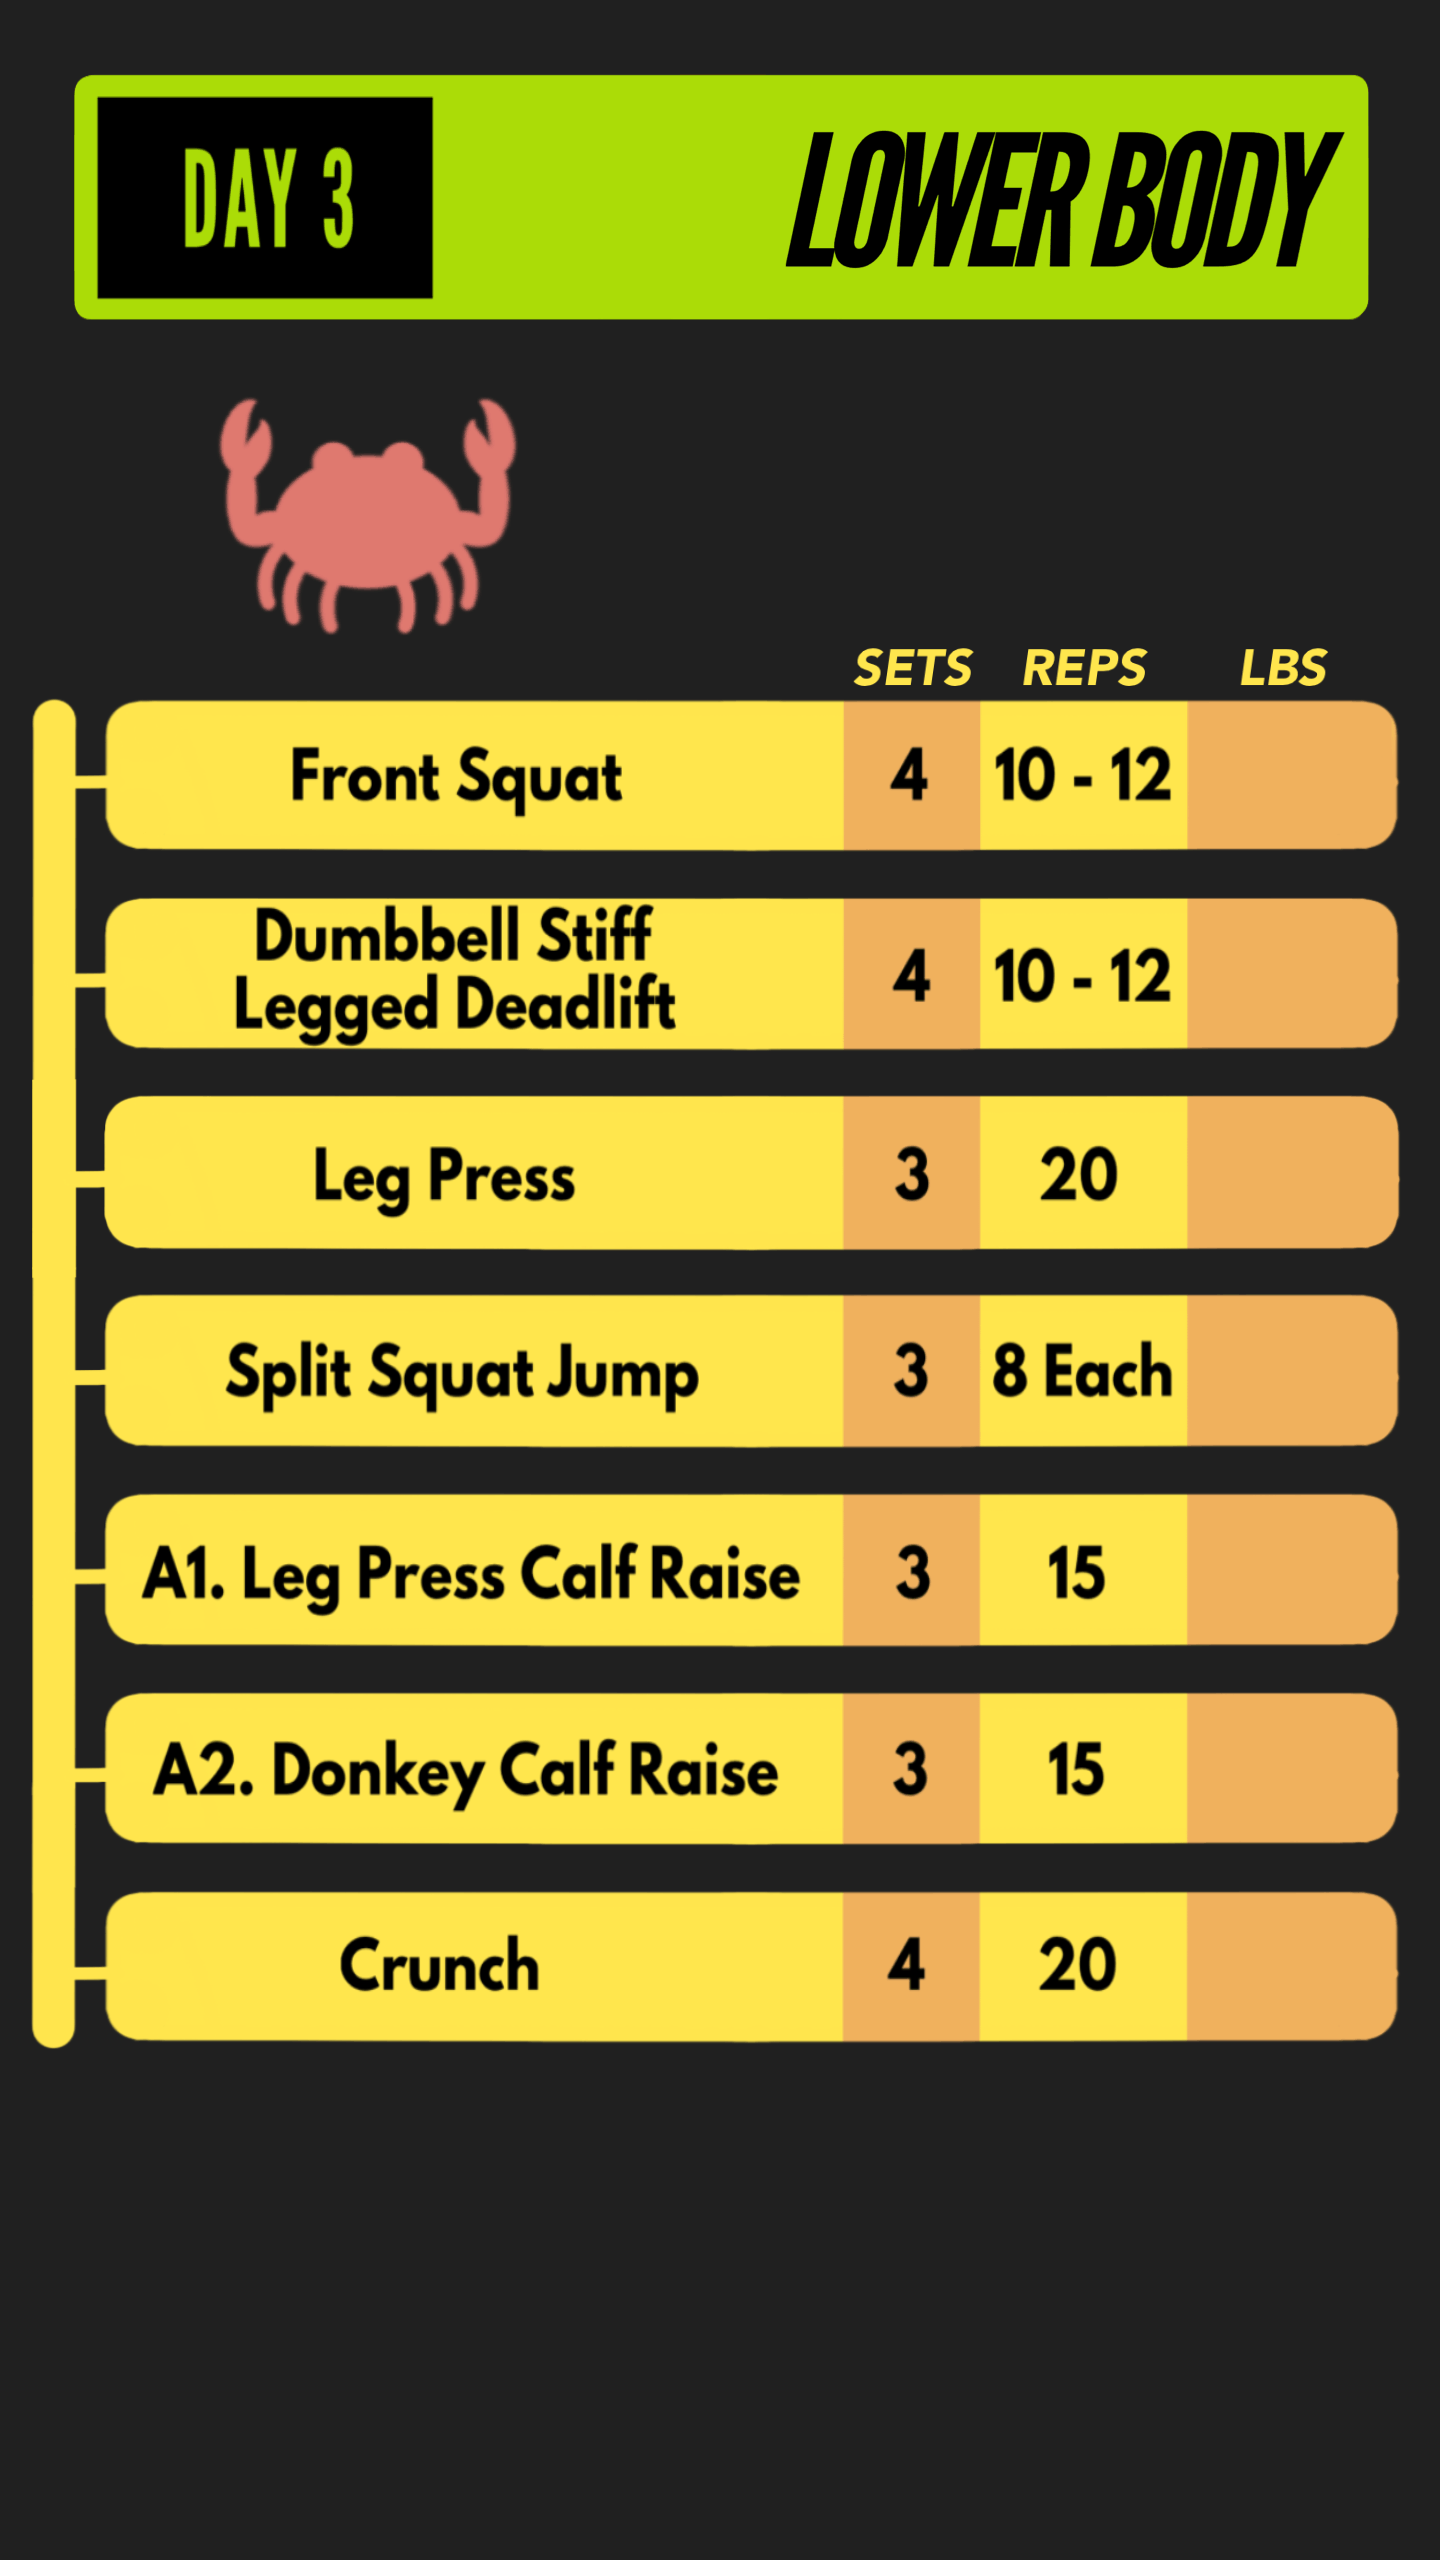 DAY 3
LOWER BODY
SETS REPS LBS
Front Squat 4 10 - 12
Dumbbell Stiff
Legged Deadlift 4 10 - 12
Leg Press 3 20
Split Squat Jump 3 8 Each
A1. Leg Press Calf Raise 3 15
A2. Donkey Calf Raise 3 15
Crunch 4 20